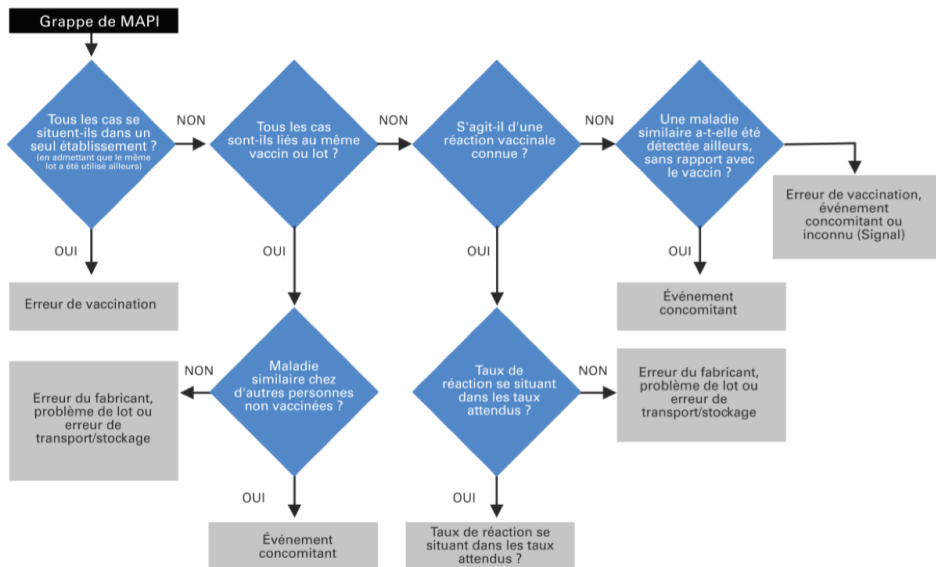 Grappe de MAPI
Tous les cas se
situent-ils dans un
seul établissement ?
(en admettant que le même
lot a été utilisé ailleurs)
NON
OUI
Erreur de vaccination
Tous les cas
sont-ils liés au même
vaccin ou lot ?
NON
OUI
Maladie
similaire chez
d'autres personnes
non vaccinées ?
NON
Erreur du fabricant,
problème de lot ou
erreur de
transport/stockage
OUI
Événement
concomitant
S'agit-il d'une
réaction vaccinale
connue ?
NON
OUI
Taux de
réaction se situant
dans les taux
attendus ?
NON
Erreur du fabricant,
problème de lot ou
erreur de
transport/stockage
OUI
Taux de réaction se
situant dans les taux
attendus ?
Une maladie
similaire a-t-elle été
détectée ailleurs,
sans rapport avec
le vaccin ?
OUI
Événement
concomitant
Erreur de vaccination,
événement
concomitant ou
inconnu (Signal)